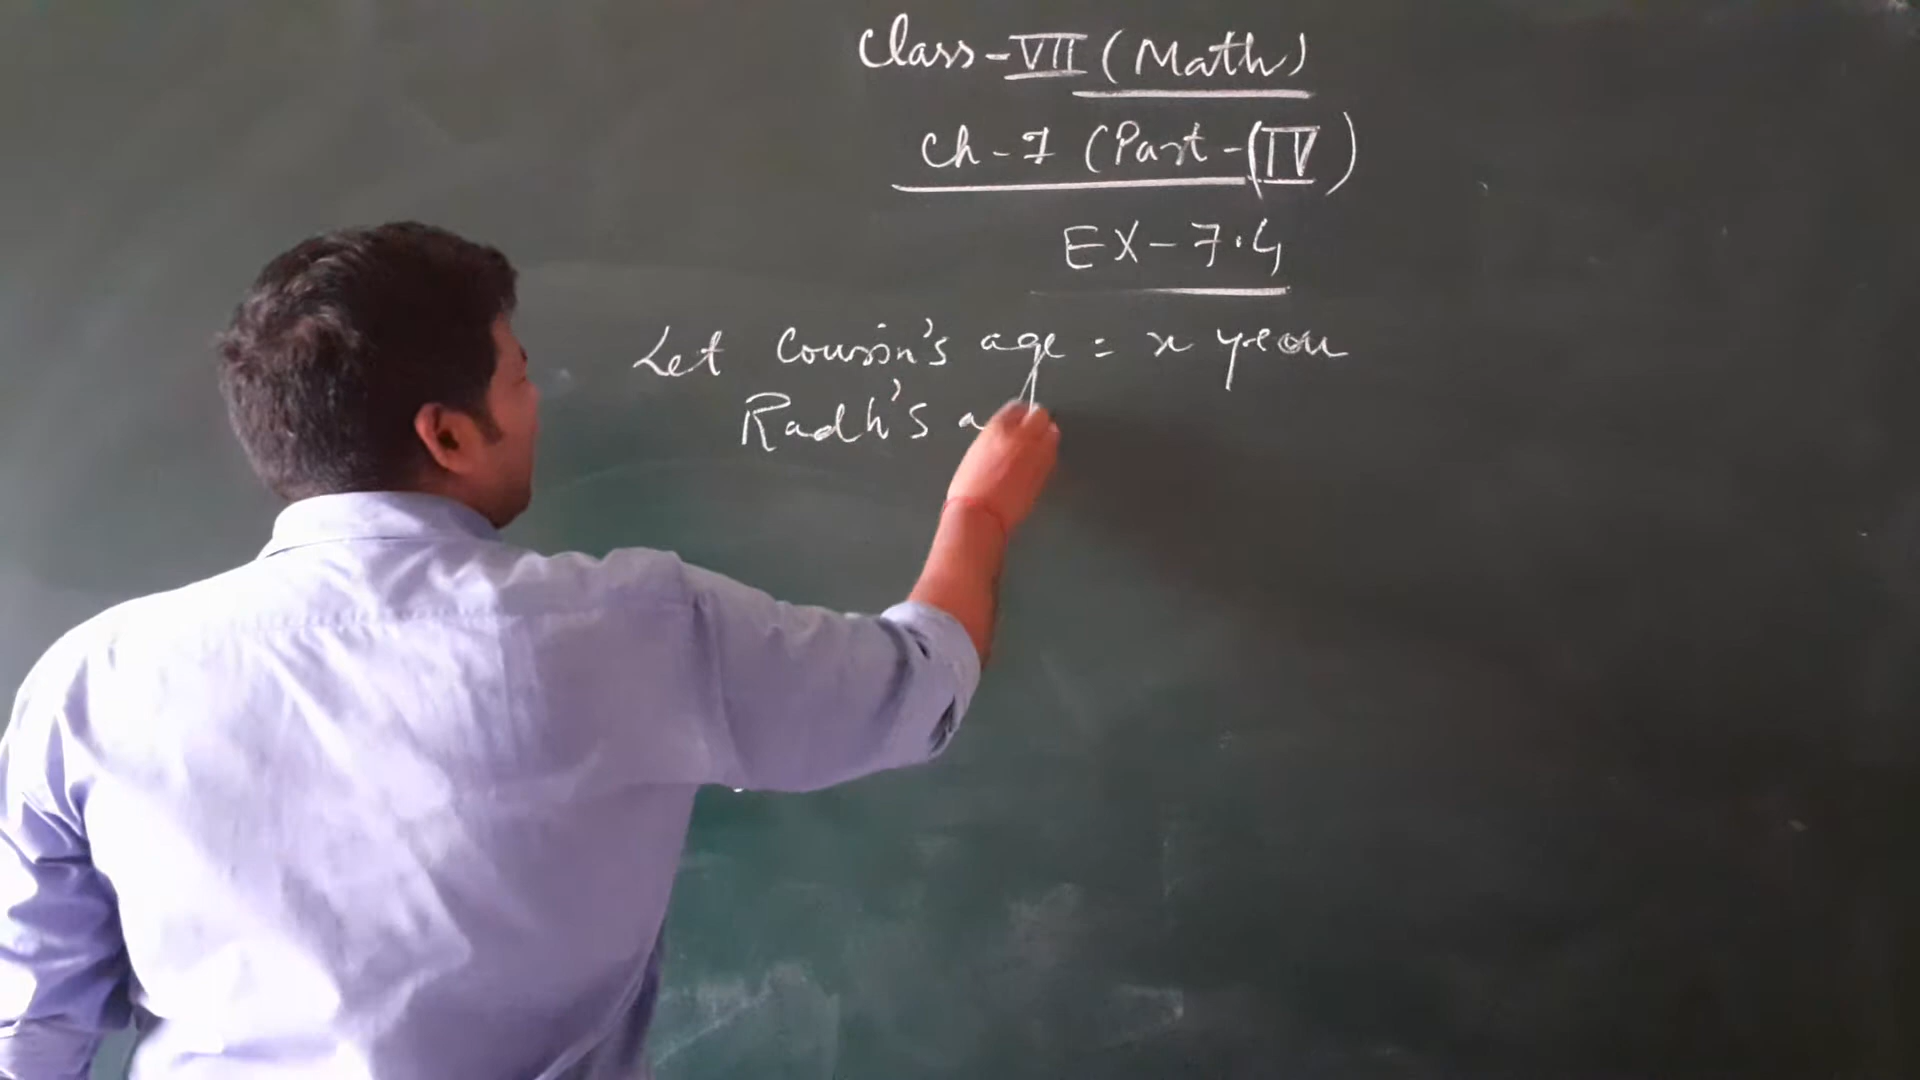 Class-VII (Math)
Ch-7 (Part-(IV)
EX-7.4
Let Cousin's age = x year
Radh's a